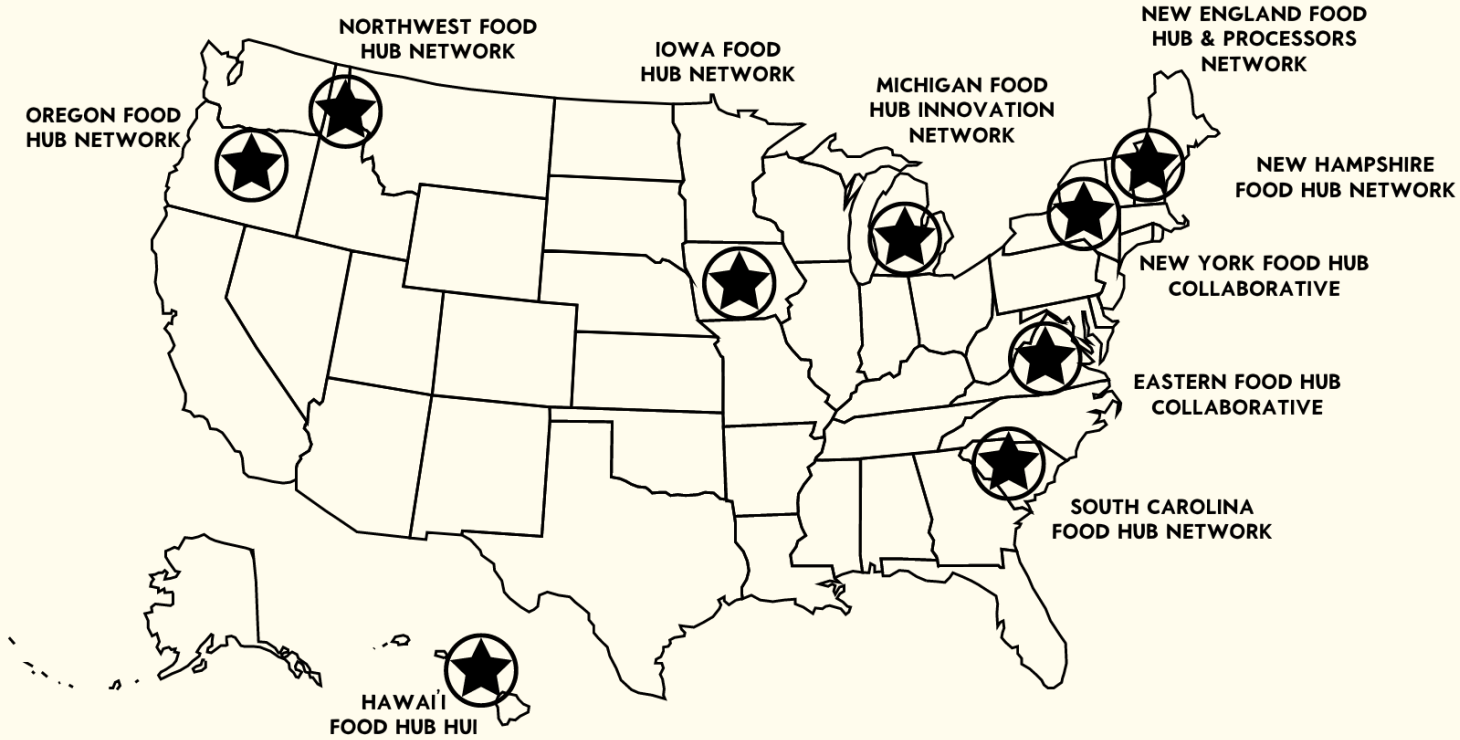 NORTHWEST FOOD
HUB NETWORK
IOWA FOOD
HUB NETWORK
NEW ENGLAND FOOD
HUB & PROCESSORS
NETWORK
MICHIGAN FOOD
HUB INNOVATION
NETWORK
OREGON FOOD
HUB NETWORK
NEW HAMPSHIRE
FOOD HUB NETWORK
NEW YORK FOOD HUB
COLLABORATIVE
EASTERN FOOD HUB
COLLABORATIVE
SOUTH CAROLINA
FOOD HUB NETWORK
HAWAI'I
FOOD HUB HUI